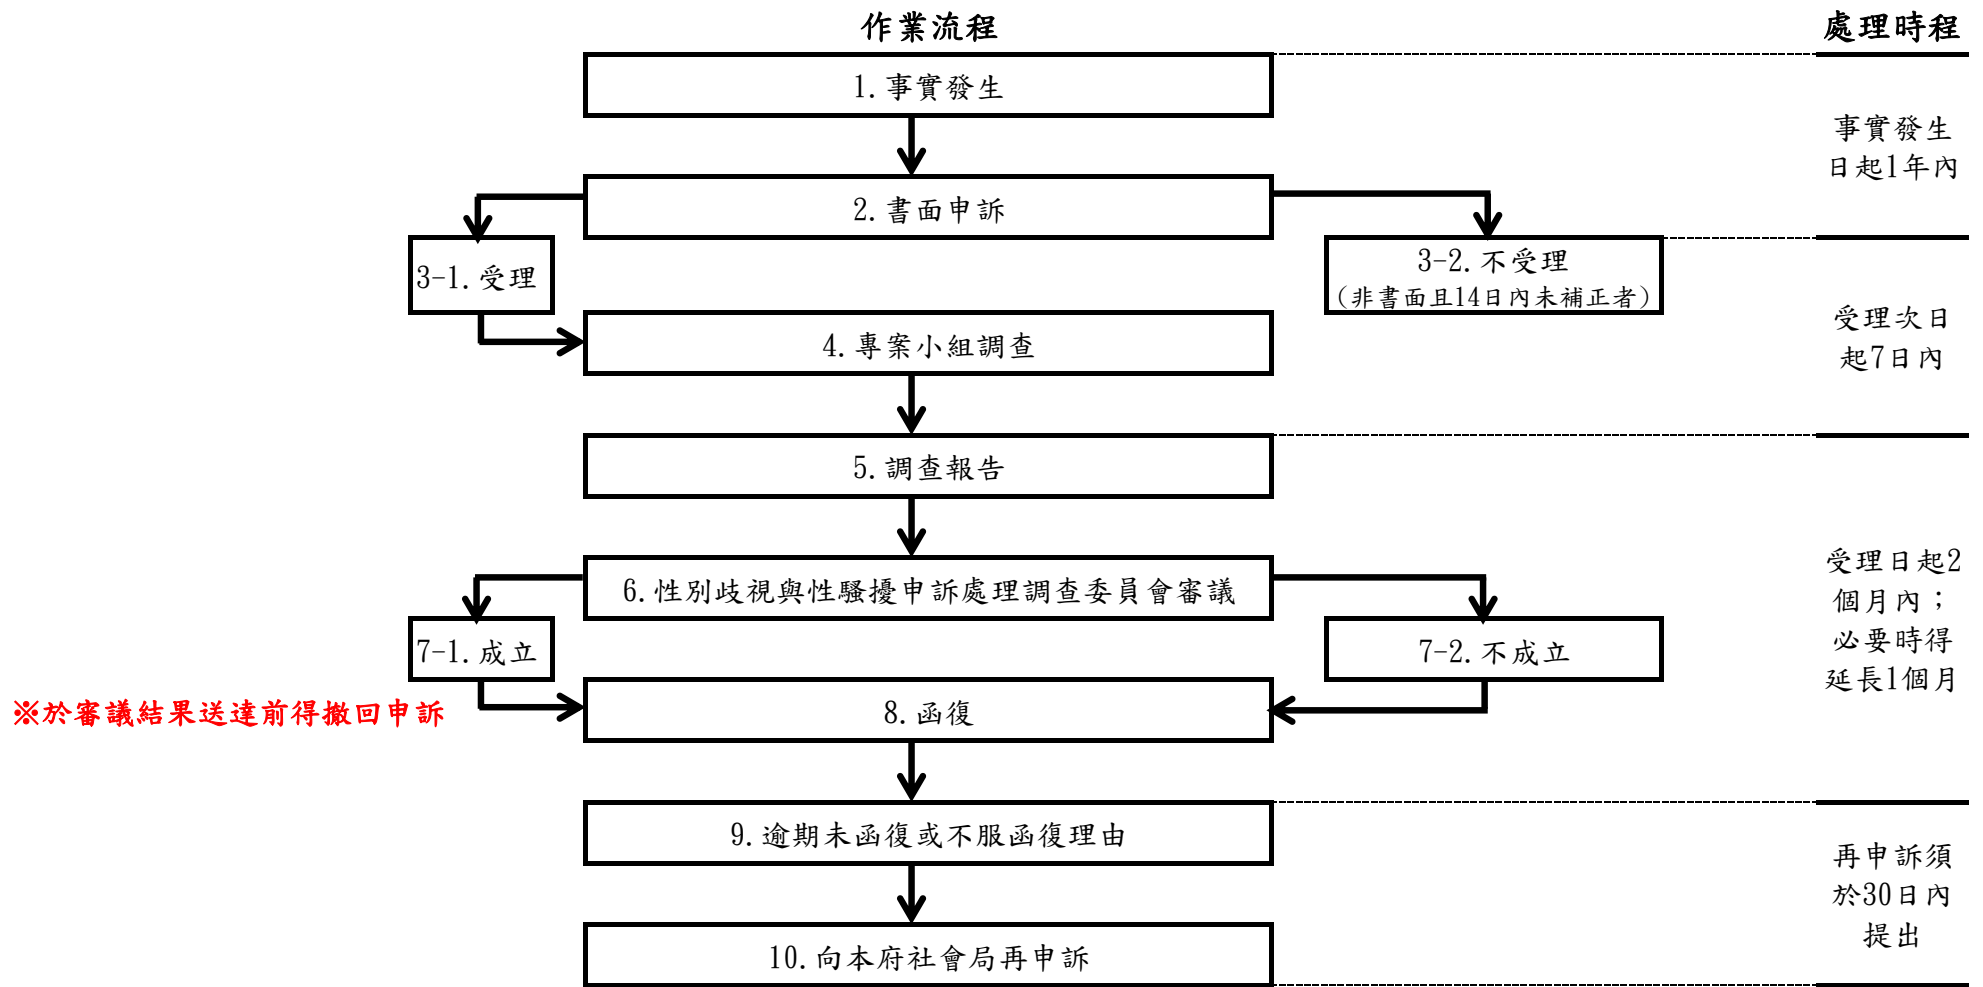 作業流程
處理時程
1.事實發生
事實發生
日起1年內
2.書面申訴
3-1.受理
3-2.不受理
(非書面且14日內未補正者)
受理次日
起7日內
4.專案小組調查
5.調查報告
6.性別歧視與性騷擾申訴處理調查委員會審議
受理日起2
個月內；
必要時得
延長1個月
7-1.成立
7-2.不成立
※於審議結果送達前得撤回申訴
8.函復
9.逾期未函復或不服函復理由
再申訴須
於30日內
提出
10.向本府社會局再申訴